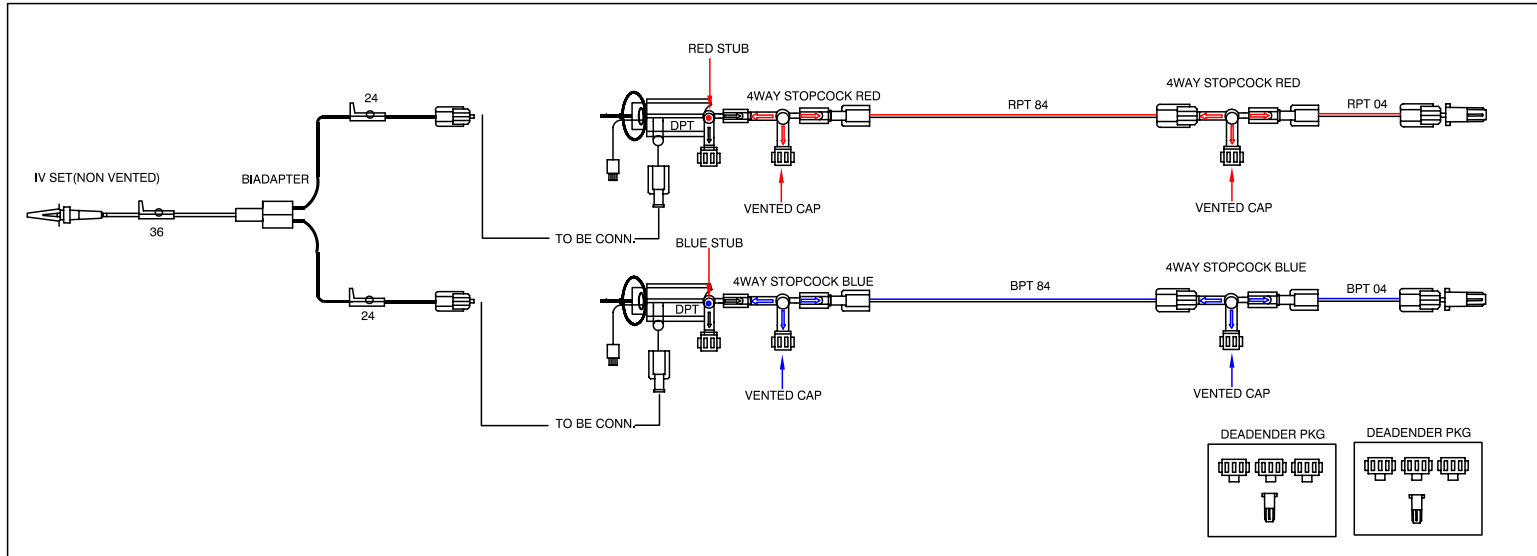 RED STUB
24
4WAY STOPCOCK RED
RPT 84
4WAY STOPCOCK RED
RPT 04
DPT
IV SET(NON VENTED)
BIADAPTER
36
VENTED CAP
VENTED CAP
TO BE CONN.
BLUE STUB
24
4WAY STOPCOCK BLUE
BPT 84
4WAY STOPCOCK BLUE
BPT 04
DPT
VENTED CAP
VENTED CAP
TO BE CONN.
DEADENDER PKG
DEADENDER PKG